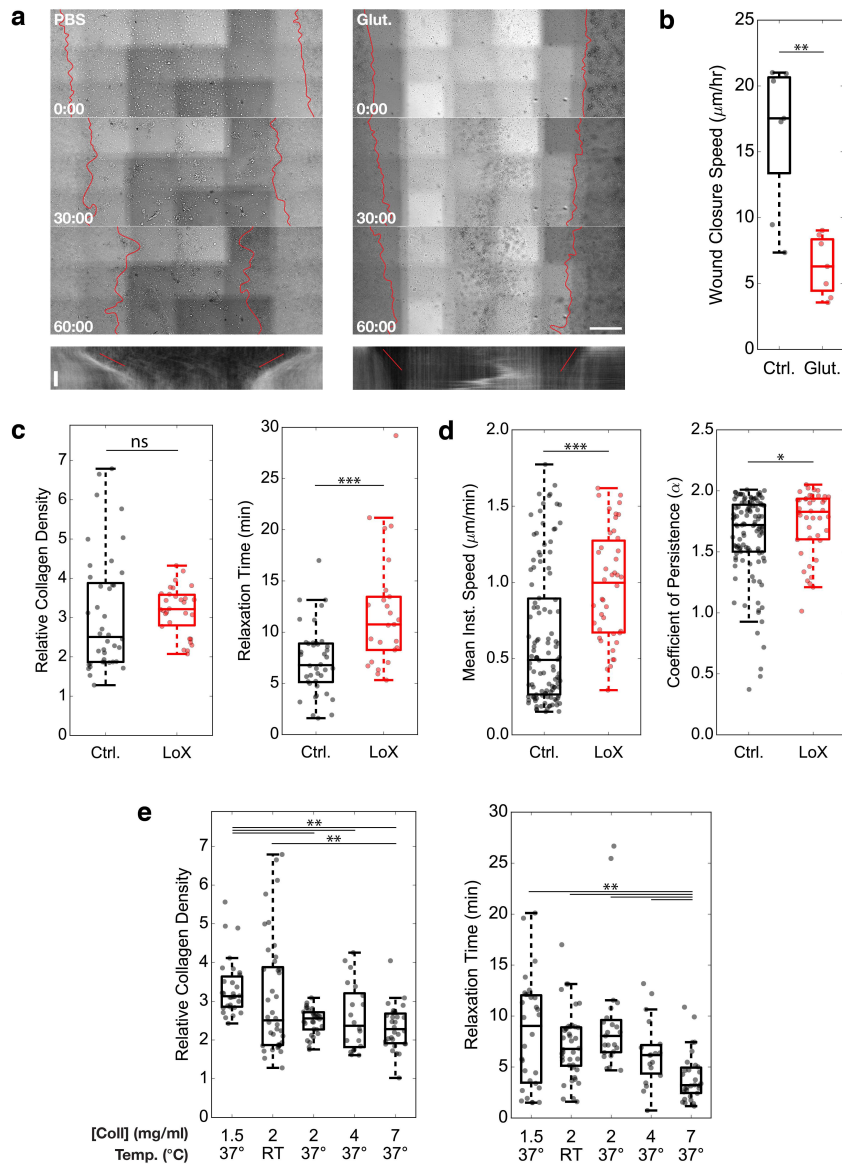 a
PBS
Glut.
0:00
0:00
30:00
30:00
60:00
60:00
b
25
20
15
10
5
0
Wound Closure Speed (μm/hr)
**
Ctrl. Glut.
c
7
6
5
4
3
2
1
0
Relative Collagen Density
ns
Ctrl. LoX
30
25
20
15
10
5
0
Relaxation Time (min)
***
Ctrl. LoX
d
2.0
1.5
1.0
0.5
0.0
Mean Inst. Speed (μm/min)
***
Ctrl. LoX
2.5
2.0
1.5
1.0
0.5
0.0
Coefficient of Persistence (α)
*
Ctrl. LoX
e
7
6
5
4
3
2
1
0
Relative Collagen Density
**
**
30
25
20
15
10
5
0
Relaxation Time (min)
**
[Coll] (mg/ml) 1.5 2 2 4 7
Temp. (°C) 37° RT 37° 37° 37°
1.5 2 2 4 7
37° RT 37° 37° 37°